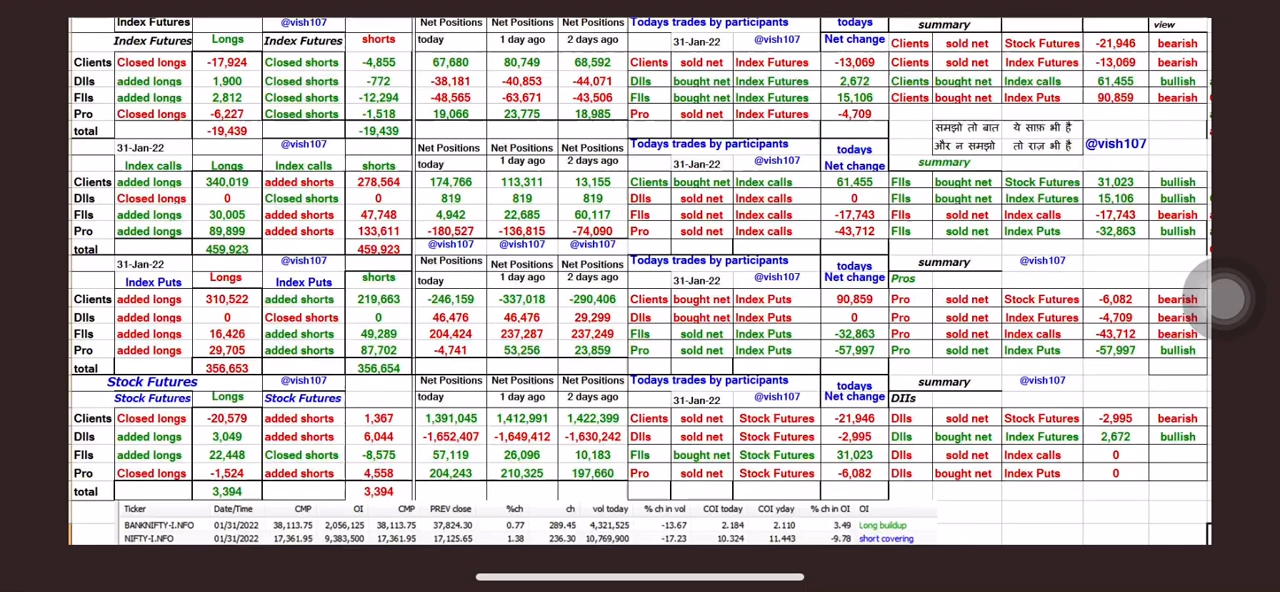 Index Futures @vish107 Net Positions Net Positions Net Positions Todays trades by participants todays summary view
Index Futures Longs Index Futures shorts today 1 day ago 2 days ago 31-Jan-22 @vish107 Net change Clients sold net Stock Futures -21,946 bearish
Clients Closed longs -17,924 Closed shorts -4,855 67,680 80,749 68,592 Clients sold net Index Futures -13,069 Clients sold net Index Futures -13,069 bearish
DIIs added longs 1,900 Closed shorts -772 -38,181 -40,853 -44,071 DIIs bought net Index Futures 2,672 Clients bought net Index calls 61,455 bullish
FIIs added longs 2,812 Closed shorts -12,294 -48,565 -63,671 -43,506 FIIs bought net Index Futures 15,106 Clients bought net Index Puts 90,859 bearish
Pro Closed longs -6,227 Closed shorts -1,518 19,066 23,775 18,985 Pro sold net Index Futures -4,709
total -19,439 -19,439 समझो तो बात ये साफ़ भी है
31-Jan-22 @vish107 Net Positions Net Positions Net Positions Todays trades by participants todays और न समझो तो राज़ भी है @vish107
Index calls Longs Index calls shorts today 1 day ago 2 days ago 31-Jan-22 @vish107 Net Change summary
Clients added longs 340,019 added shorts 278,564 174,766 113,311 13,155 Clients bought net Index calls 61,455 FIIs bought net Stock Futures 31,023 bullish
DIIs Closed longs 0 Closed shorts 0 819 819 819 DIIs sold net Index calls 0 FIIs bought net Index Futures 15,106 bullish
FIIs added longs 30,005 added shorts 47,748 4,942 22,685 60,117 FIIs sold net Index calls -17,743 FIIs sold net Index calls -17,743 bearish
Pro added longs 89,899 added shorts 133,611 -180,527 -136,815 -74,090 Pro sold net Index calls -43,712 FIIs sold net Index Puts -32,863 bullish
total 459,923 459,923 @vish107 @vish107 @vish107
31-Jan-22 @vish107 Net Positions Net Positions Net Positions Todays trades by participants todays summary @vish107
Index Puts Longs Index Puts shorts today 1 day ago 2 days ago 31-Jan-22 @vish107 Net change Pros
Clients added longs 310,522 added shorts 219,663 -246,159 -337,018 -290,406 Clients bought net Index Puts 90,859 Pro sold net Stock Futures -6,082 bearish
DIIs added longs 0 Closed shorts 0 46,476 46,476 29,299 DIIs bought net Index Puts 0 Pro sold net Index Futures -4,709 bearish
FIIs added longs 16,426 added shorts 49,289 204,424 237,287 237,249 FIIs sold net Index Puts -32,863 Pro sold net Index calls -43,712 bearish
Pro added longs 29,705 added shorts 87,702 -4,741 53,256 23,859 Pro sold net Index Puts -57,997 Pro sold net Index Puts -57,997 bullish
total 356,653 356,654
Stock Futures @vish107 Net Positions Net Positions Net Positions Todays trades by participants todays summary @vish107
Stock Futures Longs Stock Futures today 1 day ago 2 days ago 31-Jan-22 @vish107 Net change DIIs
Clients Closed longs -20,579 added shorts 1,367 1,391,045 1,412,991 1,422,399 Clients sold net Stock Futures -21,946 DIIs sold net Stock Futures -2,995 bearish
DIIs added longs 3,049 added shorts 6,044 -1,652,407 -1,649,412 -1,630,242 DIIs sold net Stock Futures -2,995 DIIs bought net Index Futures 2,672 bullish
FIIs added longs 22,448 Closed shorts -8,575 57,119 26,096 10,183 FIIs bought net Stock Futures 31,023 DIIs sold net Index calls 0
Pro Closed longs -1,524 added shorts 4,558 204,243 210,325 197,660 Pro sold net Stock Futures -6,082 DIIs bought net Index Puts 0
total 3,394 3,394
Ticker Date/Time CMP OI CMP PREV close %ch ch vol today % ch in vol COI today COI yday % ch in OI OI
BANKNIFTY-I.NFO 01/31/2022 38,113.75 2,056,125 38,113.75 37,824.30 0.77 289.45 4,321,525 -13.67 2.184 2.110 3.49 Long buildup
NIFTY-I.NFO 01/31/2022 17,361.95 9,383,500 17,361.95 17,125.65 1.38 236.30 10,769,900 -17.23 10.324 11.443 -9.78 short covering